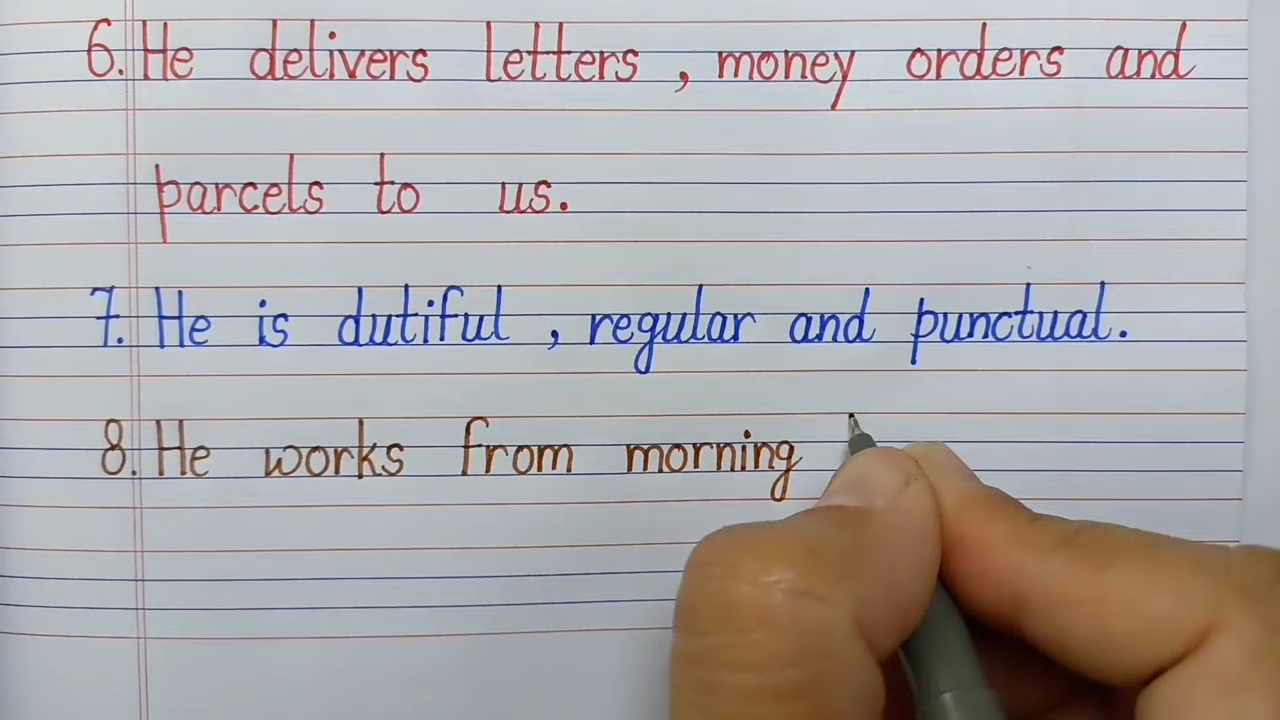 6. He delivers letters , money orders and
parcels to us.
7. He is dutiful , regular and punctual.
8. He works from morning